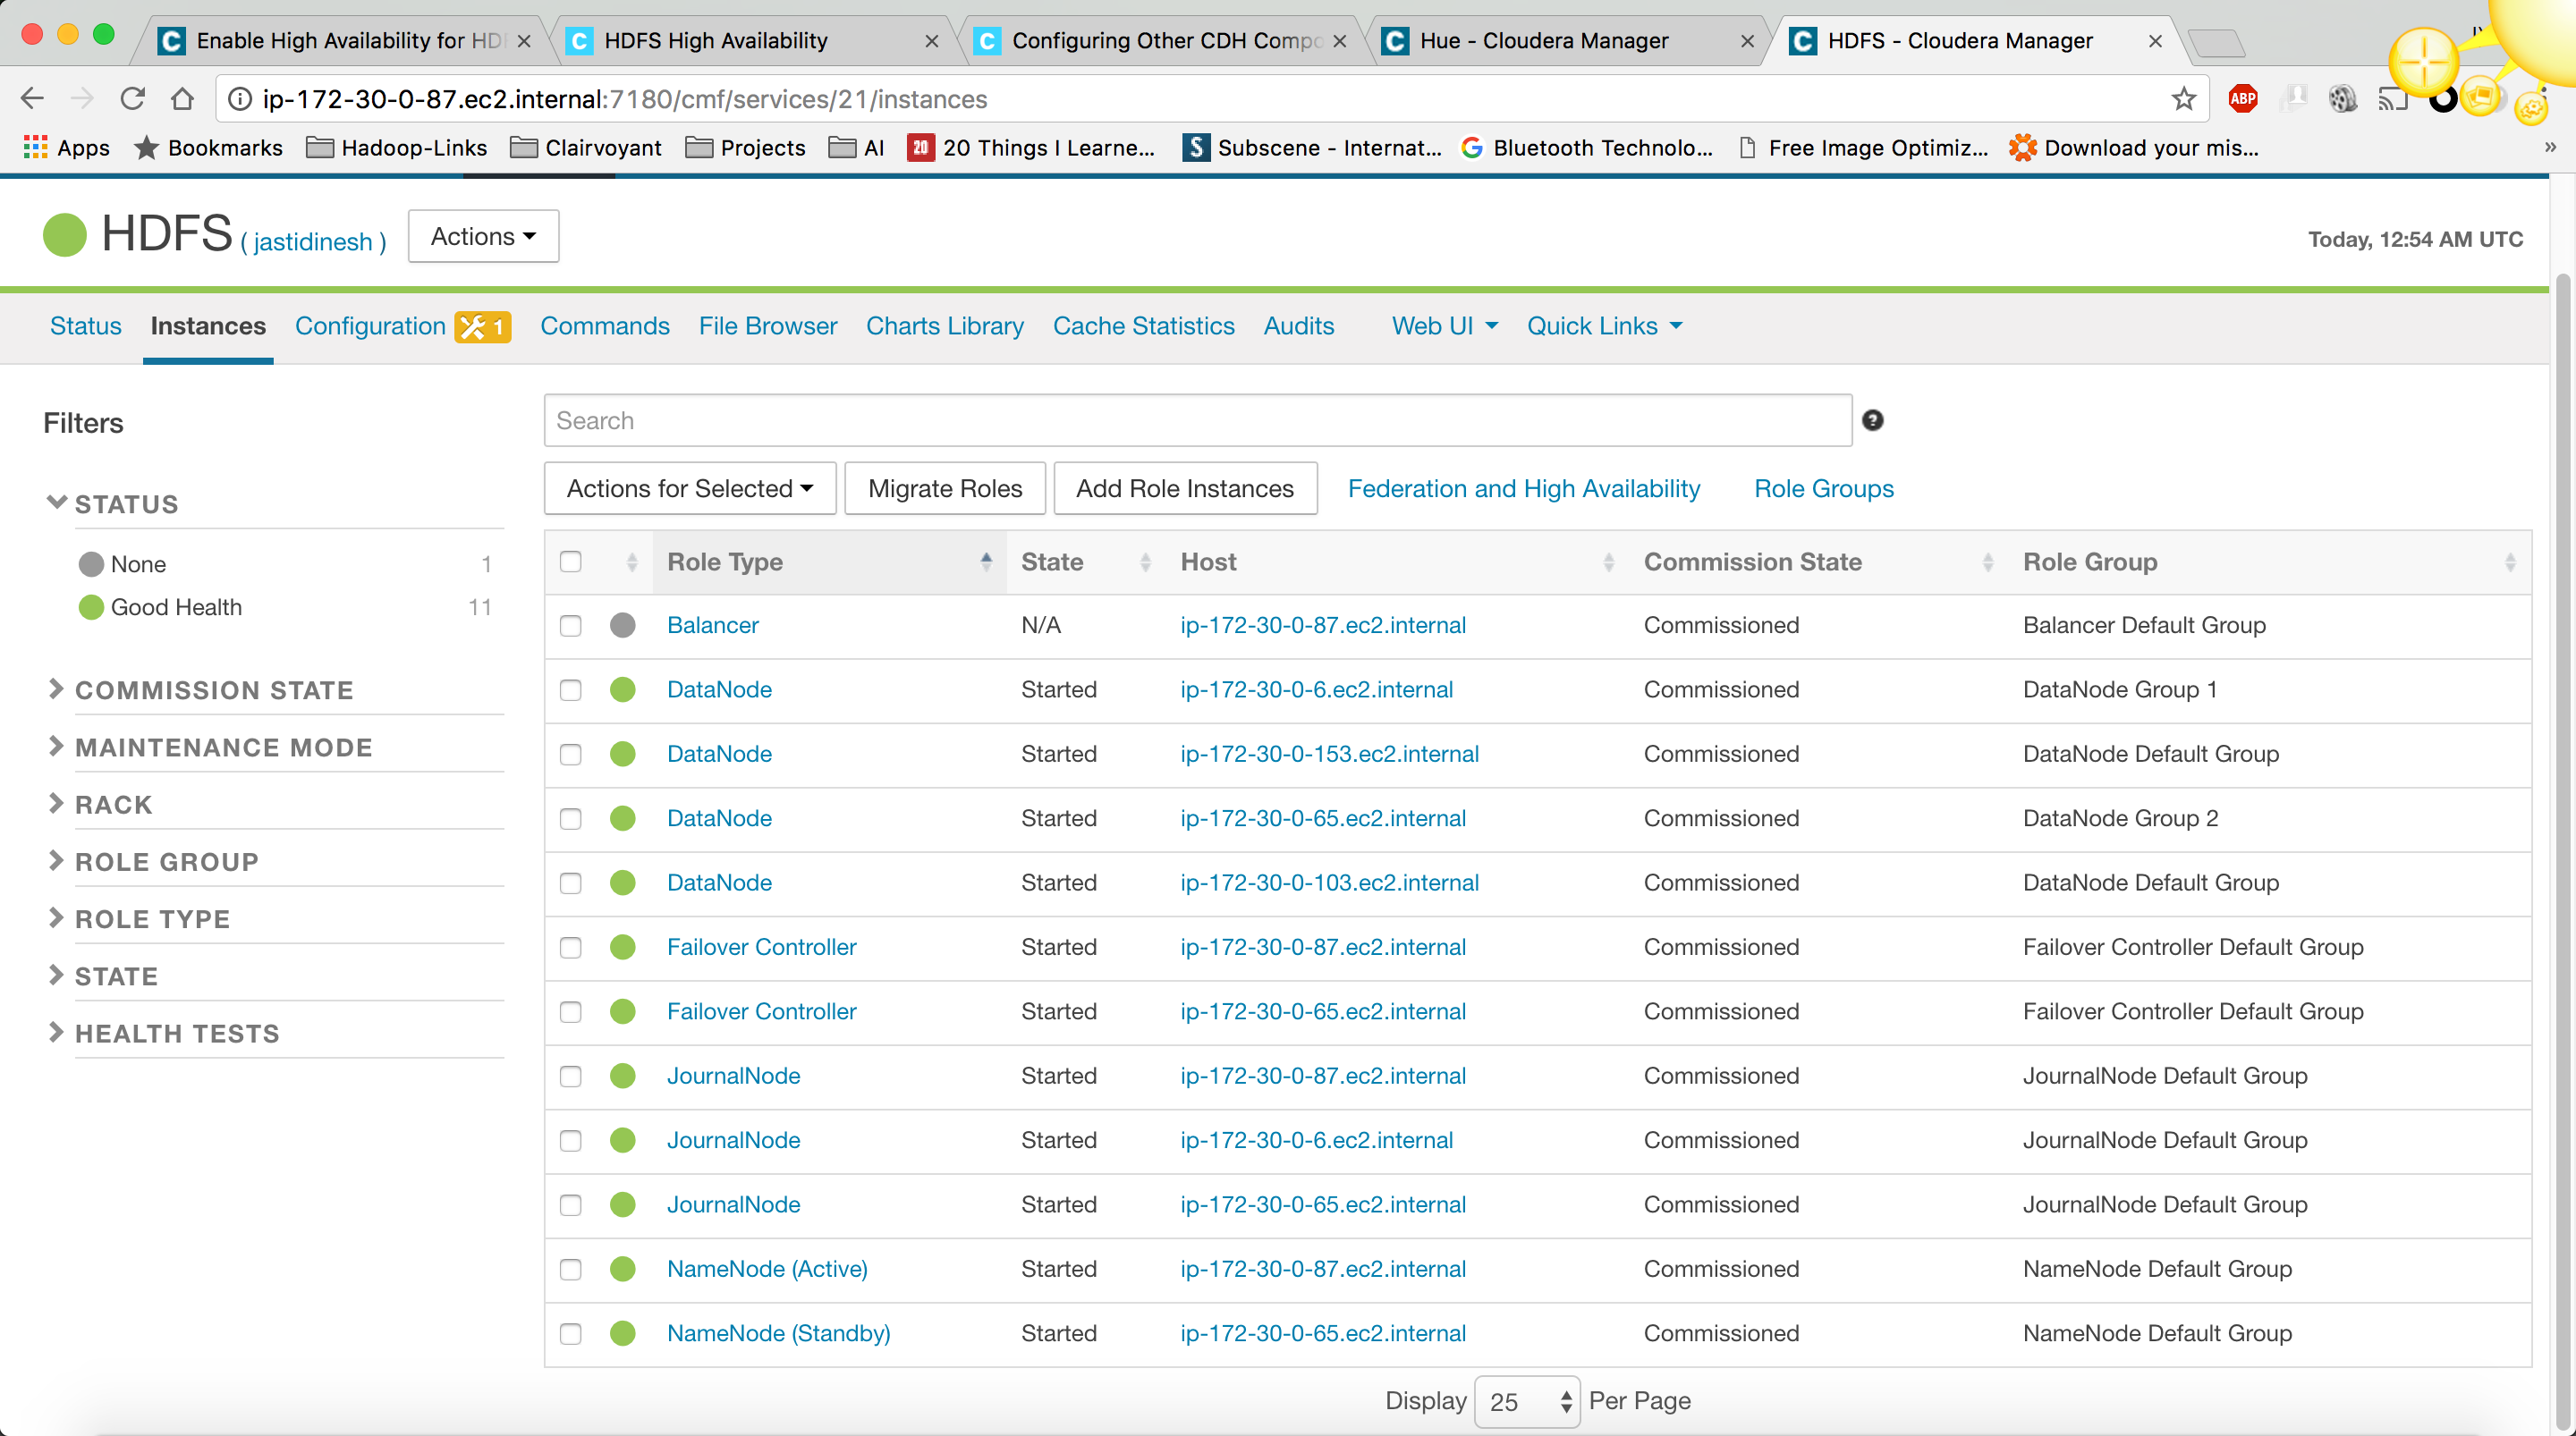 Enable High Availability for HDF
HDFS High Availability
Configuring Other CDH Compo
Hue - Cloudera Manager
HDFS - Cloudera Manager
ip-172-30-0-87.ec2.internal:7180/cmf/services/21/instances
ABP
Apps Bookmarks Hadoop-Links Clairvoyant Projects AI 20 20 Things I Learne... S Subscene - Internat... Bluetooth Technolo... Free Image Optimiz... Download your mis... »
HDFS ( jastidinesh ) Actions
Today, 12:54 AM UTC
Status Instances Configuration 1 Commands File Browser Charts Library Cache Statistics Audits Web UI Quick Links
Filters
STATUS
None 1
Good Health 11
COMMISSION STATE
MAINTENANCE MODE
RACK
ROLE GROUP
ROLE TYPE
STATE
HEALTH TESTS
Search ?
Actions for Selected Migrate Roles Add Role Instances Federation and High Availability Role Groups
Role Type State Host Commission State Role Group
Balancer N/A ip-172-30-0-87.ec2.internal Commissioned Balancer Default Group
DataNode Started ip-172-30-0-6.ec2.internal Commissioned DataNode Group 1
DataNode Started ip-172-30-0-153.ec2.internal Commissioned DataNode Default Group
DataNode Started ip-172-30-0-65.ec2.internal Commissioned DataNode Group 2
DataNode Started ip-172-30-0-103.ec2.internal Commissioned DataNode Default Group
Failover Controller Started ip-172-30-0-87.ec2.internal Commissioned Failover Controller Default Group
Failover Controller Started ip-172-30-0-65.ec2.internal Commissioned Failover Controller Default Group
JournalNode Started ip-172-30-0-87.ec2.internal Commissioned JournalNode Default Group
JournalNode Started ip-172-30-0-6.ec2.internal Commissioned JournalNode Default Group
JournalNode Started ip-172-30-0-65.ec2.internal Commissioned JournalNode Default Group
NameNode (Active) Started ip-172-30-0-87.ec2.internal Commissioned NameNode Default Group
NameNode (Standby) Started ip-172-30-0-65.ec2.internal Commissioned NameNode Default Group
Display 25 Per Page